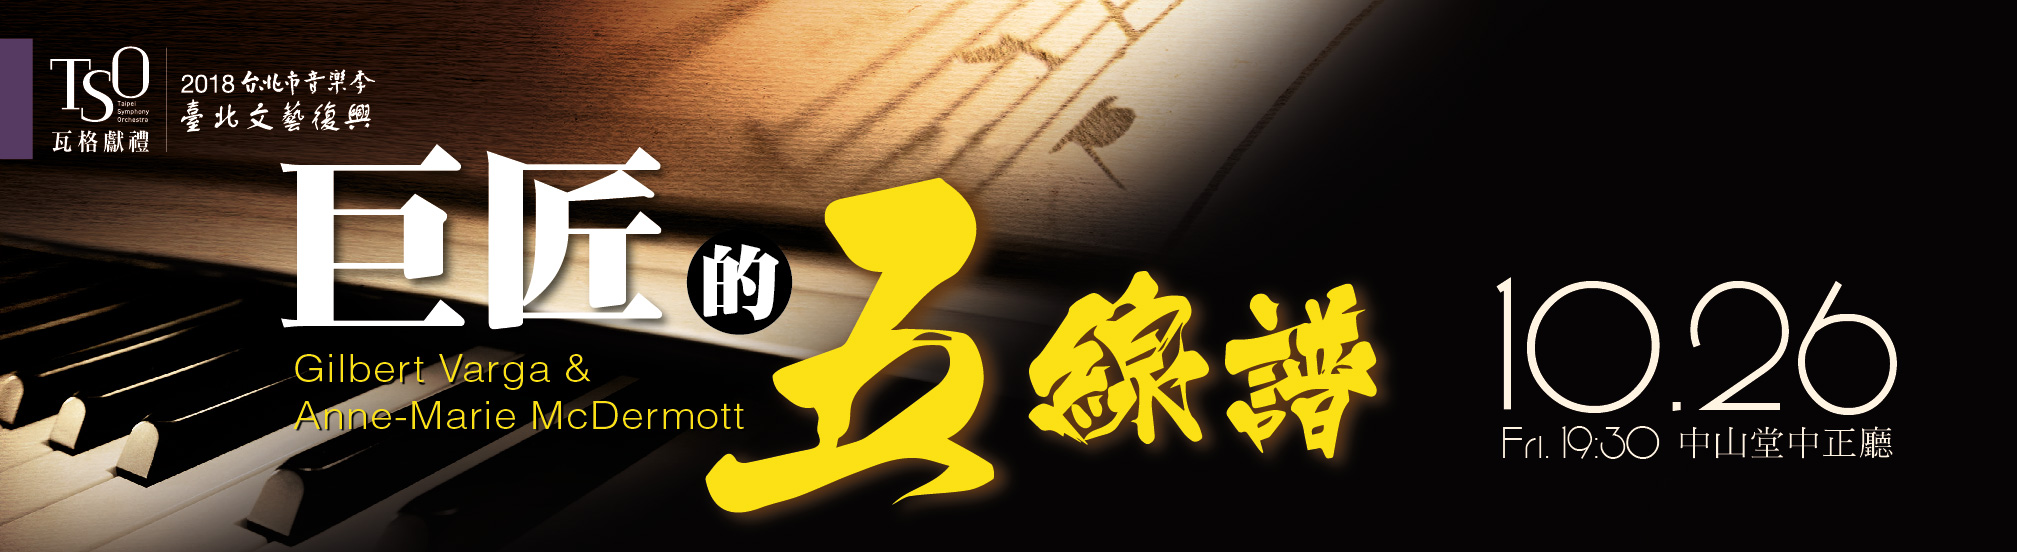 TSO
Taipei
Symphony
Orchestra
瓦格獻禮
2018 台北市音樂季
臺北文藝復興
巨匠的五線譜
Gilbert Varga &
Anne-Marie McDermott
10.26
Fri. 19:30 中山堂中正廳